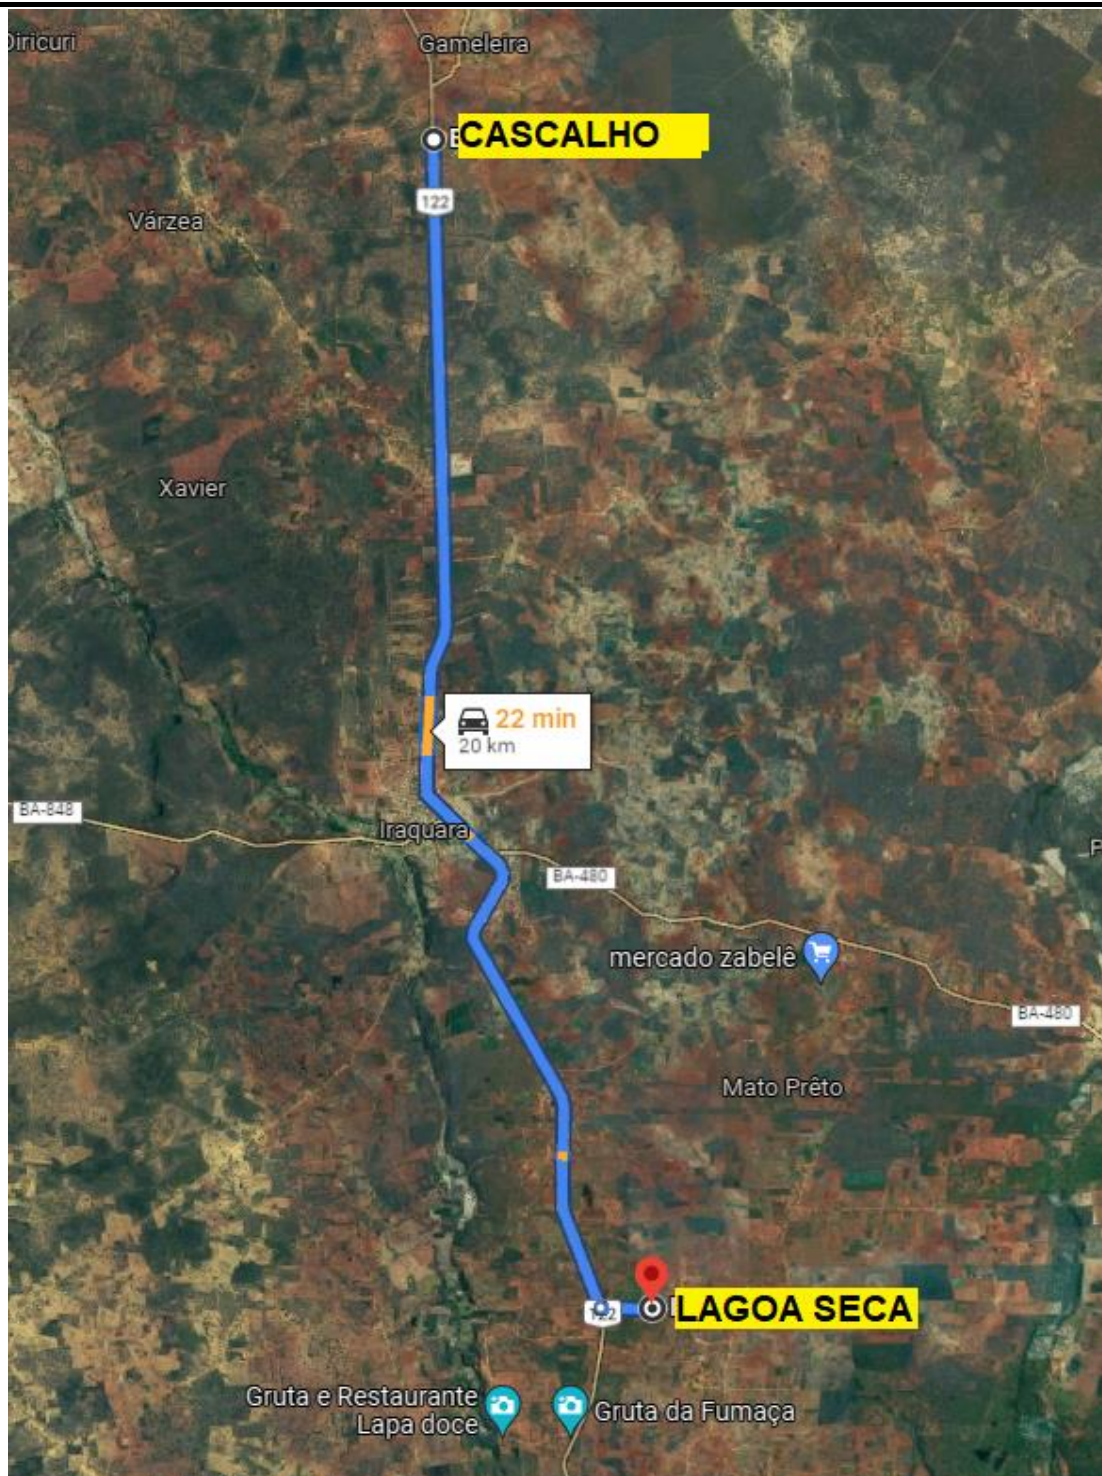 Gameleira
CASCALHO
122
Várzea
Xavier
22 min
20 km
BA-848
Iraquara
BA-480
mercado zabelê
BA-480
Mato Prêto
LAGOA SECA
122
Gruta e Restaurante
Lapa doce
Gruta da Fumaça